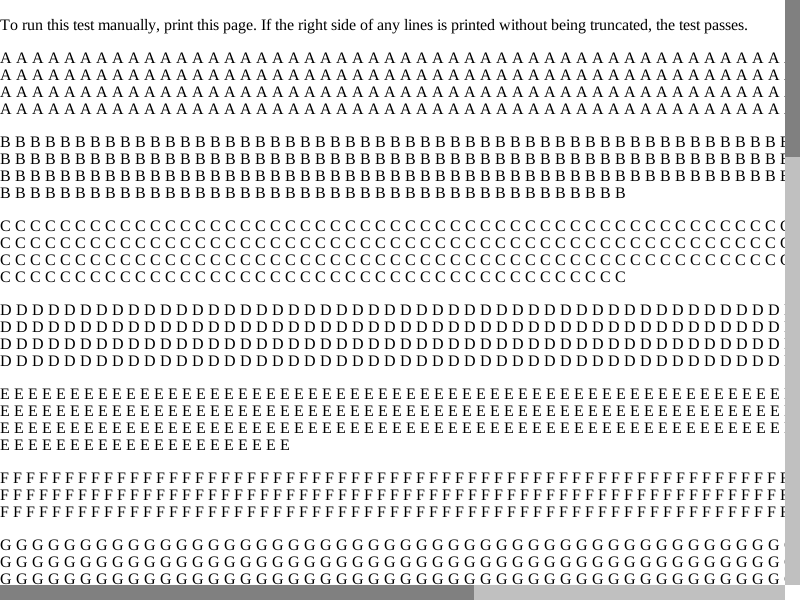 To run this test manually, print this page. If the right side of any lines is printed without being truncated, the test passes.
A A A A A A A A A A A A A A A A A A A A A A A A A A A A A A A A A A A A A A A A A A A A A A A A A
A A A A A A A A A A A A A A A A A A A A A A A A A A A A A A A A A A A A A A A A A A A A A A A A A
A A A A A A A A A A A A A A A A A A A A A A A A A A A A A A A A A A A A A A A A A A A A A A A A A
A A A A A A A A A A A A A A A A A A A A A A A A A A A A A A A A A A A A A A A A A A A A A A A A A
B B B B B B B B B B B B B B B B B B B B B B B B B B B B B B B B B B B B B B B B B B B B B B B B B B B B B
B B B B B B B B B B B B B B B B B B B B B B B B B B B B B B B B B B B B B B B B B B B B B B B B B B B B B
B B B B B B B B B B B B B B B B B B B B B B B B B B B B B B B B B B B B B B B B B B B B B B B B B B B B B
B B B B B B B B B B B B B B B B B B B B B B B B B B B B B B B B B B B B B B B B B B
C C C C C C C C C C C C C C C C C C C C C C C C C C C C C C C C C C C C C C C C C C C C C C C C C C C C C
C C C C C C C C C C C C C C C C C C C C C C C C C C C C C C C C C C C C C C C C C C C C C C C C C C C C C
C C C C C C C C C C C C C C C C C C C C C C C C C C C C C C C C C C C C C C C C C C C C C C C C C C C C C
C C C C C C C C C C C C C C C C C C C C C C C C C C C C C C C C C C C C C C C C C C
D D D D D D D D D D D D D D D D D D D D D D D D D D D D D D D D D D D D D D D D D D D D D D D D D
D D D D D D D D D D D D D D D D D D D D D D D D D D D D D D D D D D D D D D D D D D D D D D D D D
D D D D D D D D D D D D D D D D D D D D D D D D D D D D D D D D D D D D D D D D D D D D D D D D D
D D D D D D D D D D D D D D D D D D D D D D D D D D D D D D D D D D D D D D D D D D D D D D D D D
E E E E E E E E E E E E E E E E E E E E E E E E E E E E E E E E E E E E E E E E E E E E E E E E E E E E E E E E
E E E E E E E E E E E E E E E E E E E E E E E E E E E E E E E E E E E E E E E E E E E E E E E E E E E E E E E E
E E E E E E E E E E E E E E E E E E E E E E E E E E E E E E E E E E E E E E E E E E E E E E E E E E E E E E E E
E E E E E E E E E E E E E E E E E E E E E
F F F F F F F F F F F F F F F F F F F F F F F F F F F F F F F F F F F F F F F F F F F F F F F F F F F F F F F F F F F F F
F F F F F F F F F F F F F F F F F F F F F F F F F F F F F F F F F F F F F F F F F F F F F F F F F F F F F F F F F F F F F
F F F F F F F F F F F F F F F F F F F F F F F F F F F F F F F F F F F F F F F F F F F F F F F F F F F F F F F F F F F F F
G G G G G G G G G G G G G G G G G G G G G G G G G G G G G G G G G G G G G G G G G G G G G G G G G
G G G G G G G G G G G G G G G G G G G G G G G G G G G G G G G G G G G G G G G G G G G G G G G G G
G G G G G G G G G G G G G G G G G G G G G G G G G G G G G G G G G G G G G G G G G G G G G G G G G